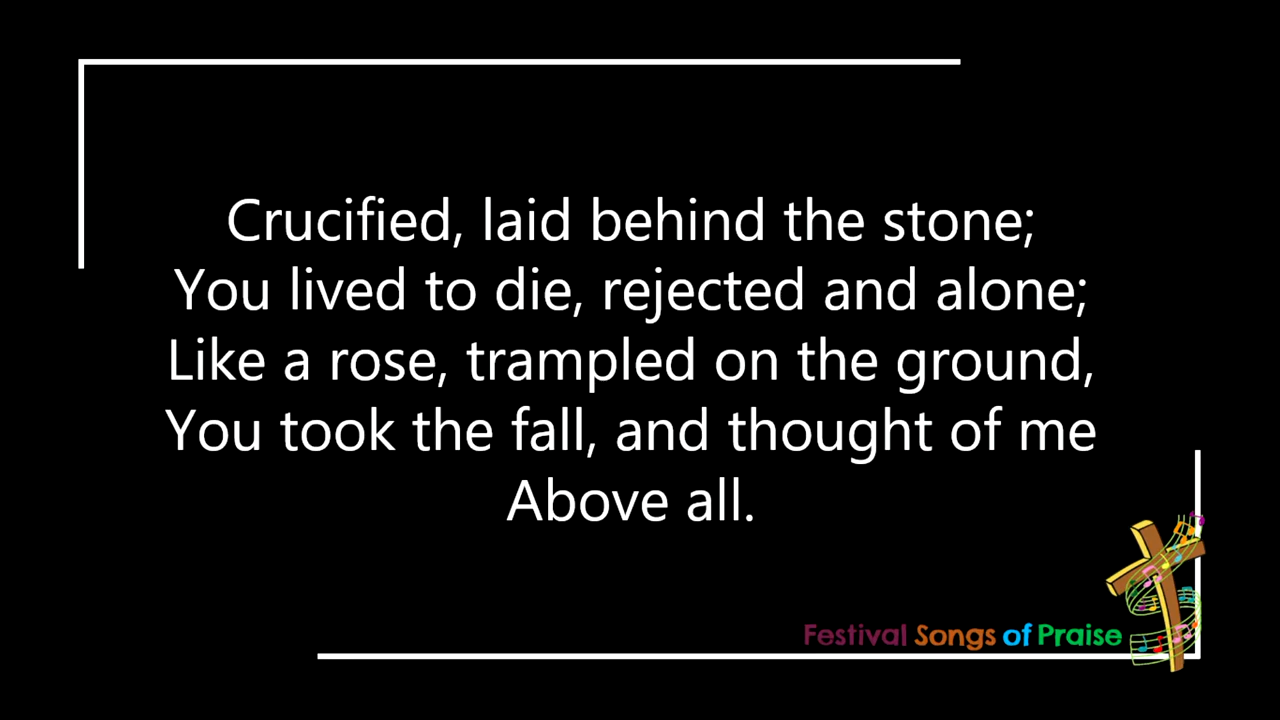 Crucified, laid behind the stone;
You lived to die, rejected and alone;
Like a rose, trampled on the ground,
You took the fall, and thought of me
Above all.
Festival Songs of Praise